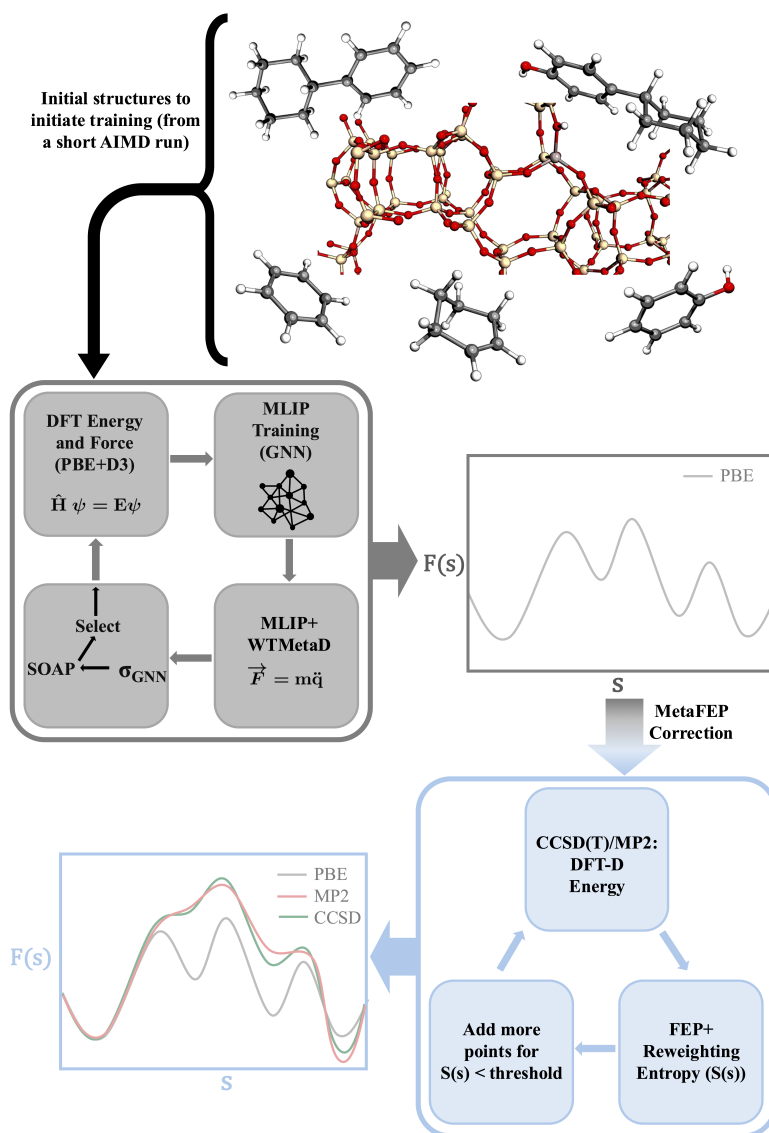 Initial structures to
initiate training (from
a short AIMD run)
DFT Energy
and Force
(PBE+D3)
Ĥ ψ = Eψ
MLIP
Training
(GNN)
Select
SOAP
σGNN
MLIP+
WTMetaD
F⃗ = mq̈
PBE
F(s)
S
MetaFEP
Correction
CCSD(T)/MP2:
DFT-D
Energy
FEP+
Reweighting
Entropy (S(s))
Add more
points for
S(s) < threshold
PBE
MP2
CCSD
F(s)
S